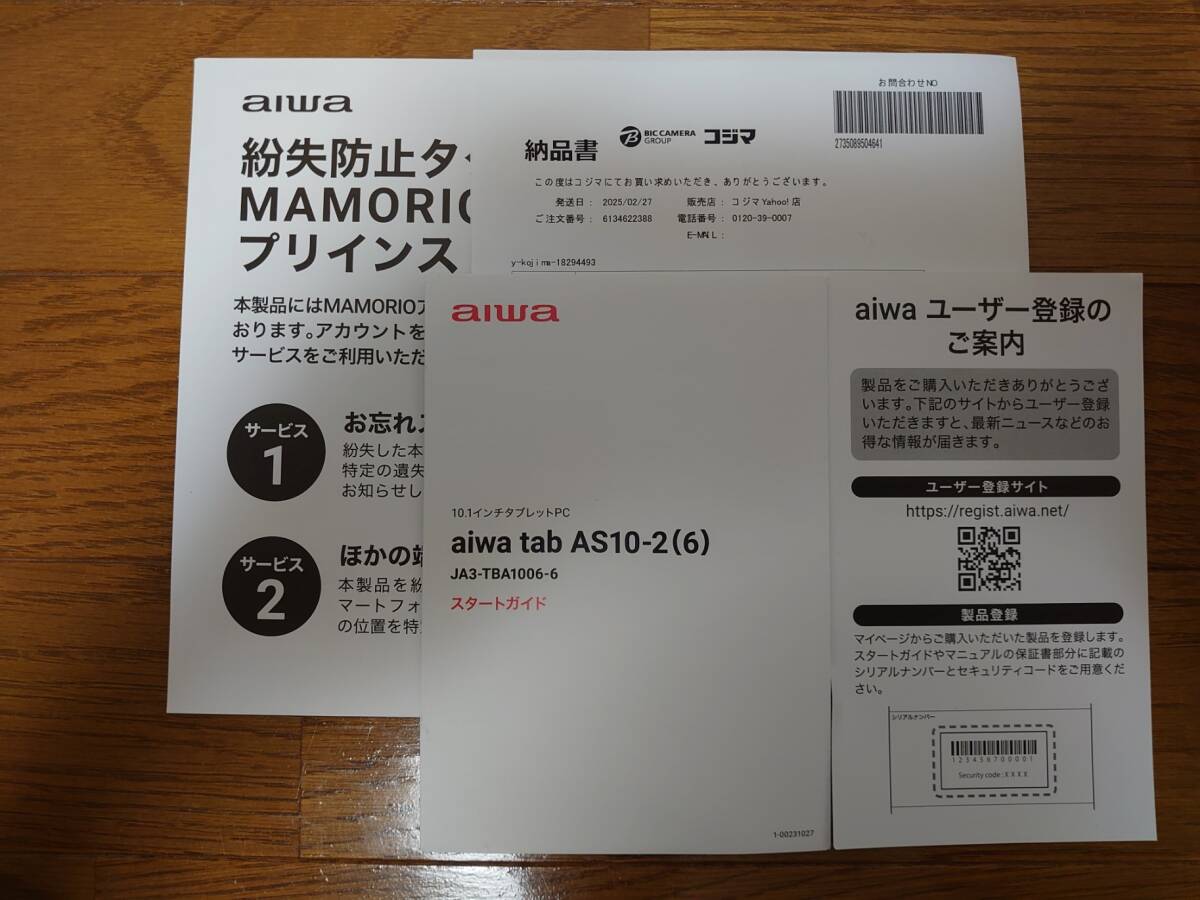 aiwa
紛失防止タ
MAMORIO
プリインス
本製品にはMAMORIO
おります。アカウントを
サービスをご利用いただ
サービス
1
お忘れ
紛失した本
特定の遺失
お知らせし
サービス
2
ほかの端
本製品を紛
マートフォ
の位置を特
お問合わせNO
2735089504641
納品書
BIC CAMERA
GROUP
コジマ
この度はコジマにてお買い求めいただき、ありがとうございます。
発送日: 2025/02/27 販売店: コジマYahoo!店
ご注文番号: 6134622388 電話番号: 0120-39-0007
E-MAIL:
y-kojima-18294493
aiwa
10.1インチタブレットPC
aiwa tab AS10-2(6)
JA3-TBA1006-6
スタートガイド
1-00231027
aiwa ユーザー登録の
ご案内
製品をご購入いただきありがとうござ
います。下記のサイトからユーザー登録
いただきますと、最新ニュースなどのお
得な情報が届きます。
ユーザー登録サイト
https://regist.aiwa.net/
製品登録
マイページからご購入いただいた製品を登録します。
スタートガイドやマニュアルの保証書部分に記載の
シリアルナンバーとセキュリティコードをご用意くだ
さい。
シリアルナンバー
123456700001
Security code : X X X X